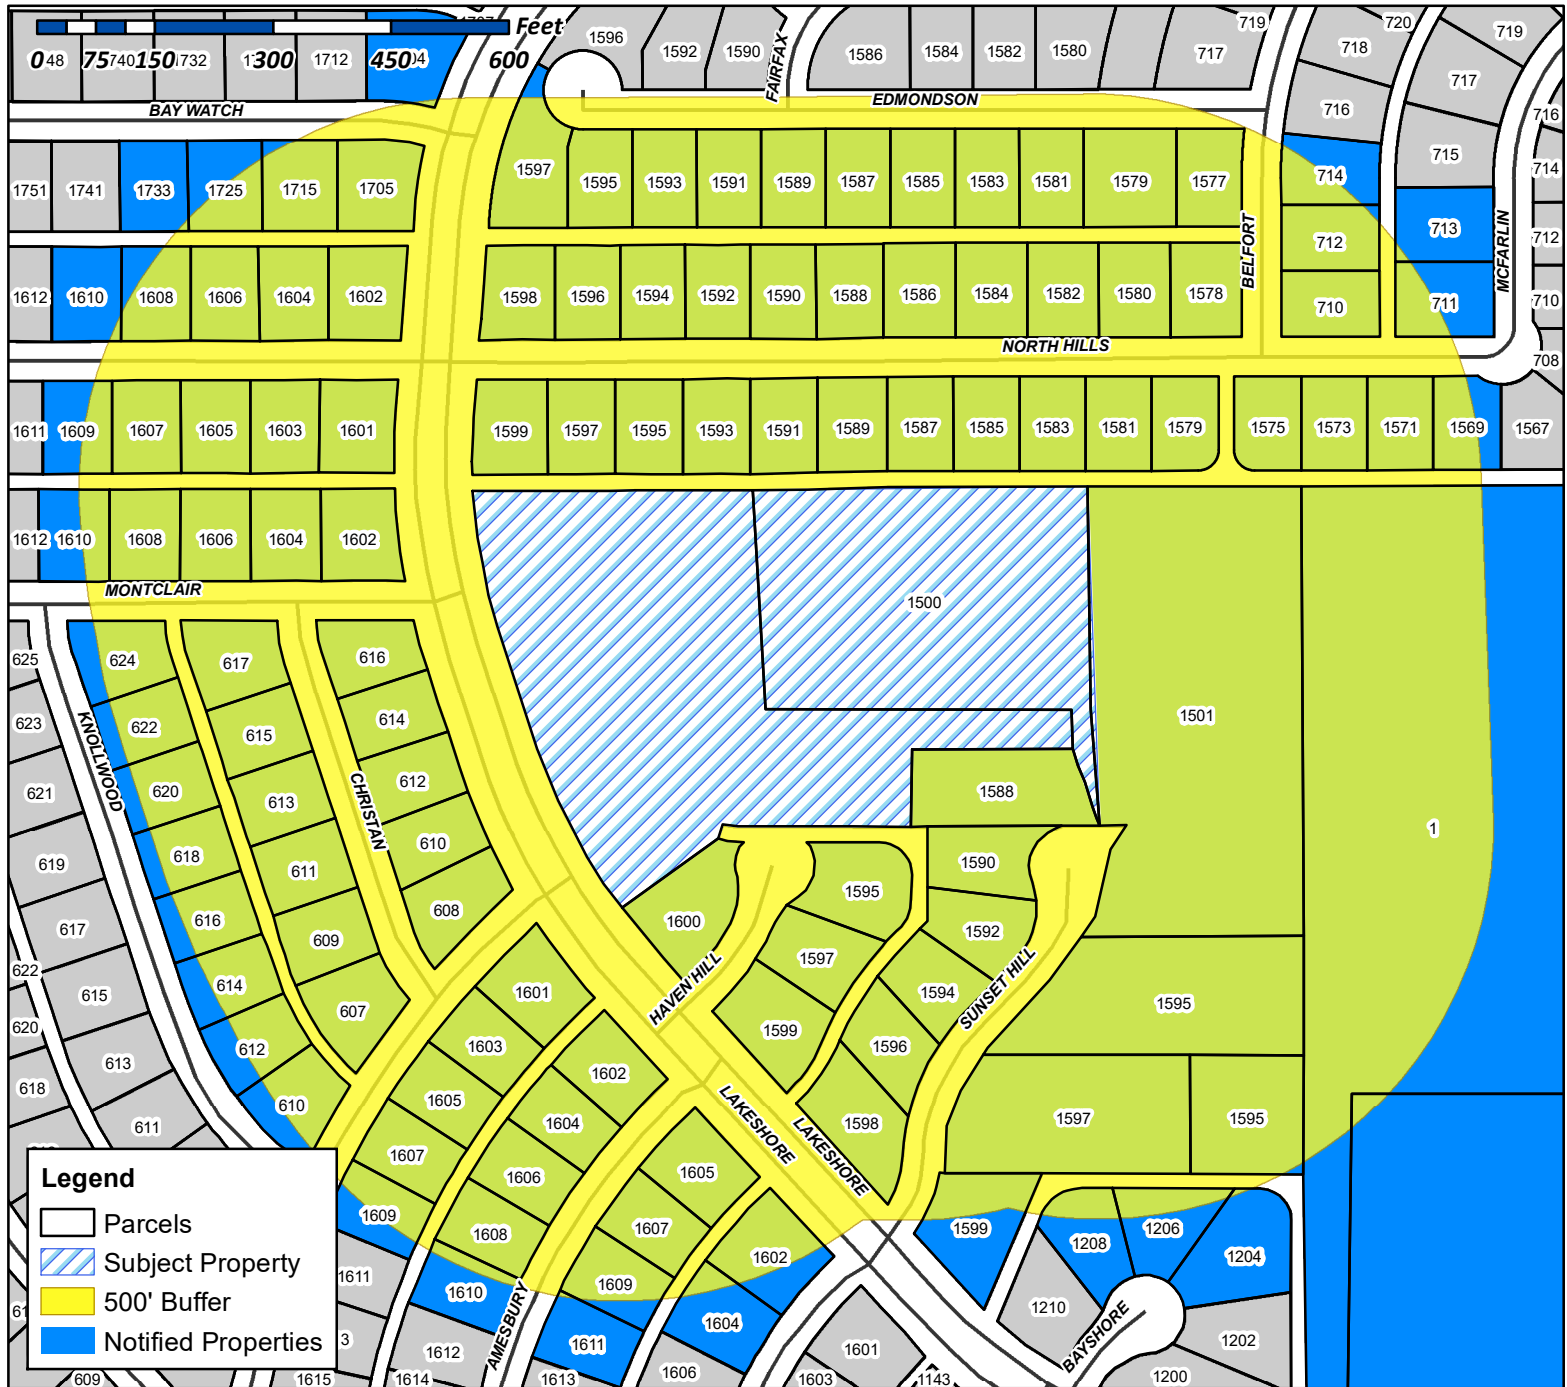 Feet
0 75 150 300 450 600
48 740 732 1712
1596 1592 1590 FAIRFAX 1586 1584 1582 1580 717 719 718 720 719
717 716 716
BAY WATCH EDMONDSON
1751 1741 1733 1725 1715 1705
1597 1595 1593 1591 1589 1587 1585 1583 1581 1579 1577
714 715 714
712 713 712
BELFORT MCFARLIN
1612 1610 1608 1606 1604 1602
1598 1596 1594 1592 1590 1588 1586 1584 1582 1580 1578
710 711 710
NORTH HILLS
708
1611 1609 1607 1605 1603 1601
1599 1597 1595 1593 1591 1589 1587 1585 1583 1581 1579 1575 1573 1571 1569 1567
1612 1610 1608 1606 1604 1602
MONTCLAIR
1500
625 624 617 616
623 622 615 614
1501
KNOLLWOOD CHRISTAN
621 620 613 612
1588
1
619 618 611 610
1590
617 616 609 608
1600 1595 1592
622 615 614 607
1601 1597 1594
HAVEN HILL SUNSET HILL
1595
620 613 612
1603 1599 1596
618 611 610
1605 1602 1604 1598
LAKESHORE LAKESHORE
1597 1595
1607 1606 1605
1609 1608 1607 1602
1599 1208 1206 1204
1611 1610 1609 1604
1210
AMESBURY BAYSHORE
3 1612 1611 1606 1601 1202
609 1615 1614 1613 1603 1143 1200
Legend
Parcels
Subject Property
500' Buffer
Notified Properties